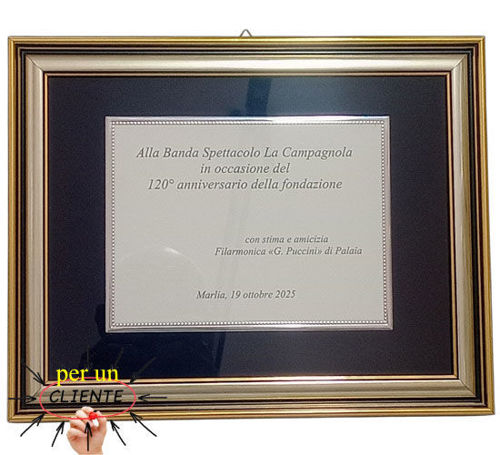 Alla Banda Spettacolo La Campagnola
in occasione del
120° anniversario della fondazione
con stima e amicizia
Filarmonica «G. Puccini» di Palaia
Marlia, 19 ottobre 2025
per un
CLIENTE